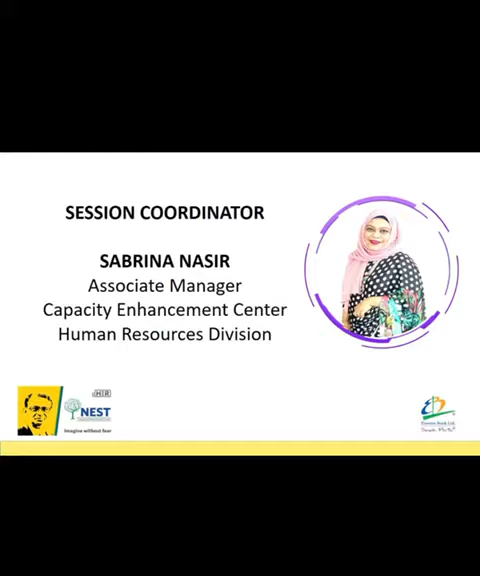 SESSION COORDINATOR
SABRINA NASIR
Associate Manager
Capacity Enhancement Center
Human Resources Division
HR
NEST
Imagine without fear
Eastern Bank Ltd.